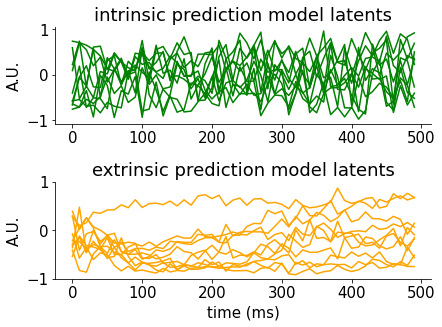 intrinsic prediction model latents
1
0
−1
A.U.
0 100 200 300 400 500
extrinsic prediction model latents
1
0
−1
A.U.
0 100 200 300 400 500
time (ms)